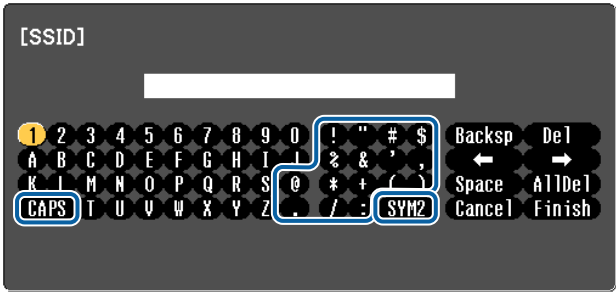 [SSID]
1 2 3 4 5 6 7 8 9 0 ! " # $ Backsp Del
A B C D E F G H I J % & ' , ← →
K L M N O P Q R S @ * + ( ) Space AllDel
CAPS T U V W X Y Z . / : SYM2 Cancel Finish